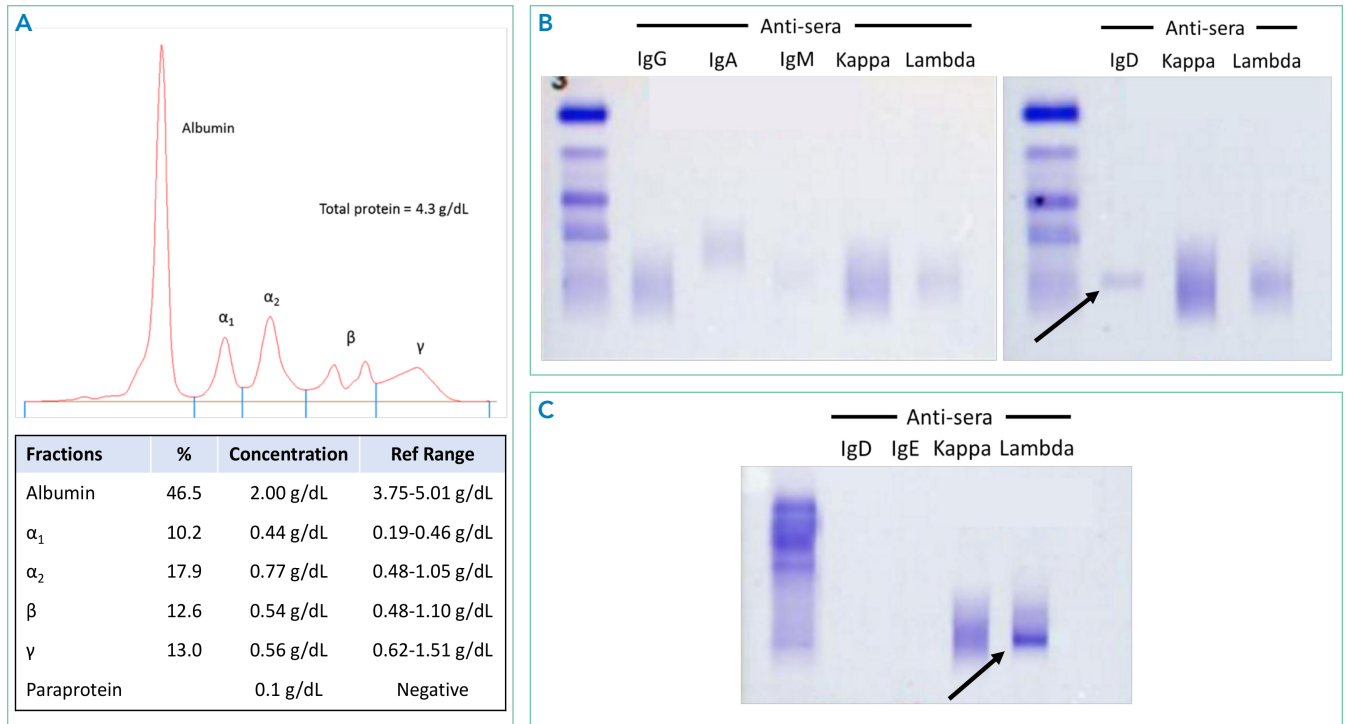 A
Albumin
Total protein = 4.3 g/dL
α1
α2
β
γ
Fractions % Concentration Ref Range
Albumin 46.5 2.00 g/dL 3.75-5.01 g/dL
α1 10.2 0.44 g/dL 0.19-0.46 g/dL
α2 17.9 0.77 g/dL 0.48-1.05 g/dL
β 12.6 0.54 g/dL 0.48-1.10 g/dL
γ 13.0 0.56 g/dL 0.62-1.51 g/dL
Paraprotein 0.1 g/dL Negative
B
Anti-sera
IgG IgA IgM Kappa Lambda
Anti-sera
IgD Kappa Lambda
C
Anti-sera
IgD IgE Kappa Lambda